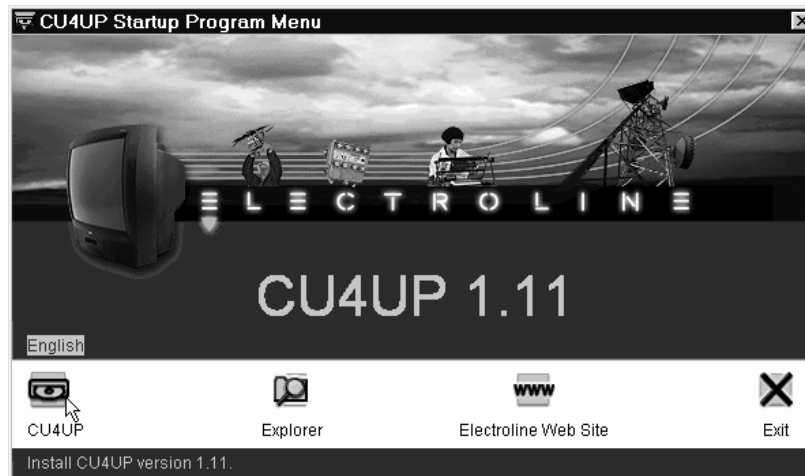 CU4UP Startup Program Menu
ELECTROLINE
CU4UP 1.11
English
CU4UP Explorer Electroline Web Site Exit
www
Install CU4UP version 1.11.